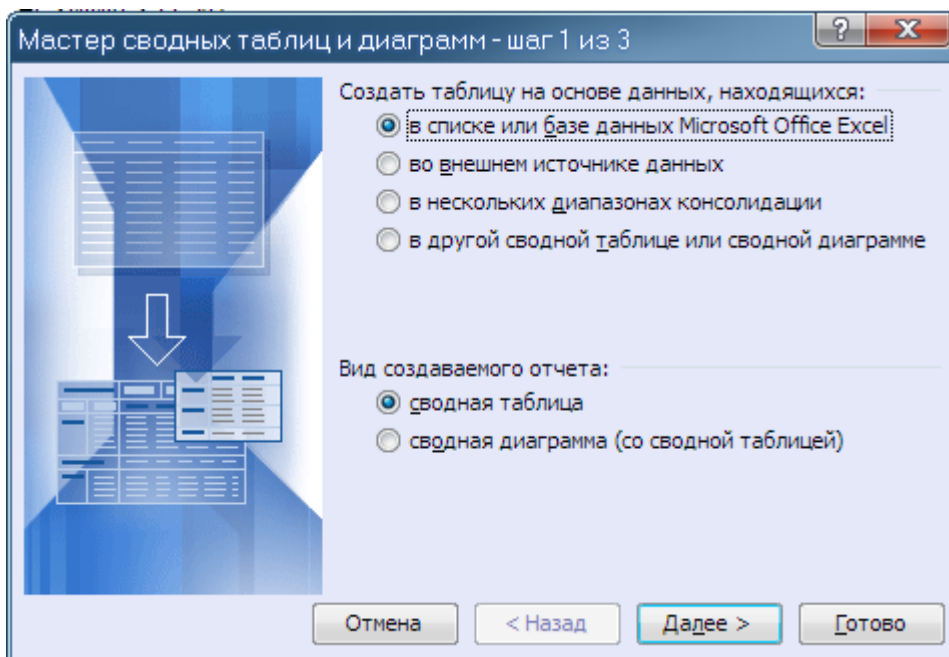 Мастер сводных таблиц и диаграмм - шаг 1 из 3
?
Создать таблицу на основе данных, находящихся:
в списке или базе данных Microsoft Office Excel
во внешнем источнике данных
в нескольких диапазонах консолидации
в другой сводной таблице или сводной диаграмме
Вид создаваемого отчета:
сводная таблица
сводная диаграмма (со сводной таблицей)
Отмена
< Назад
Далее >
Готово